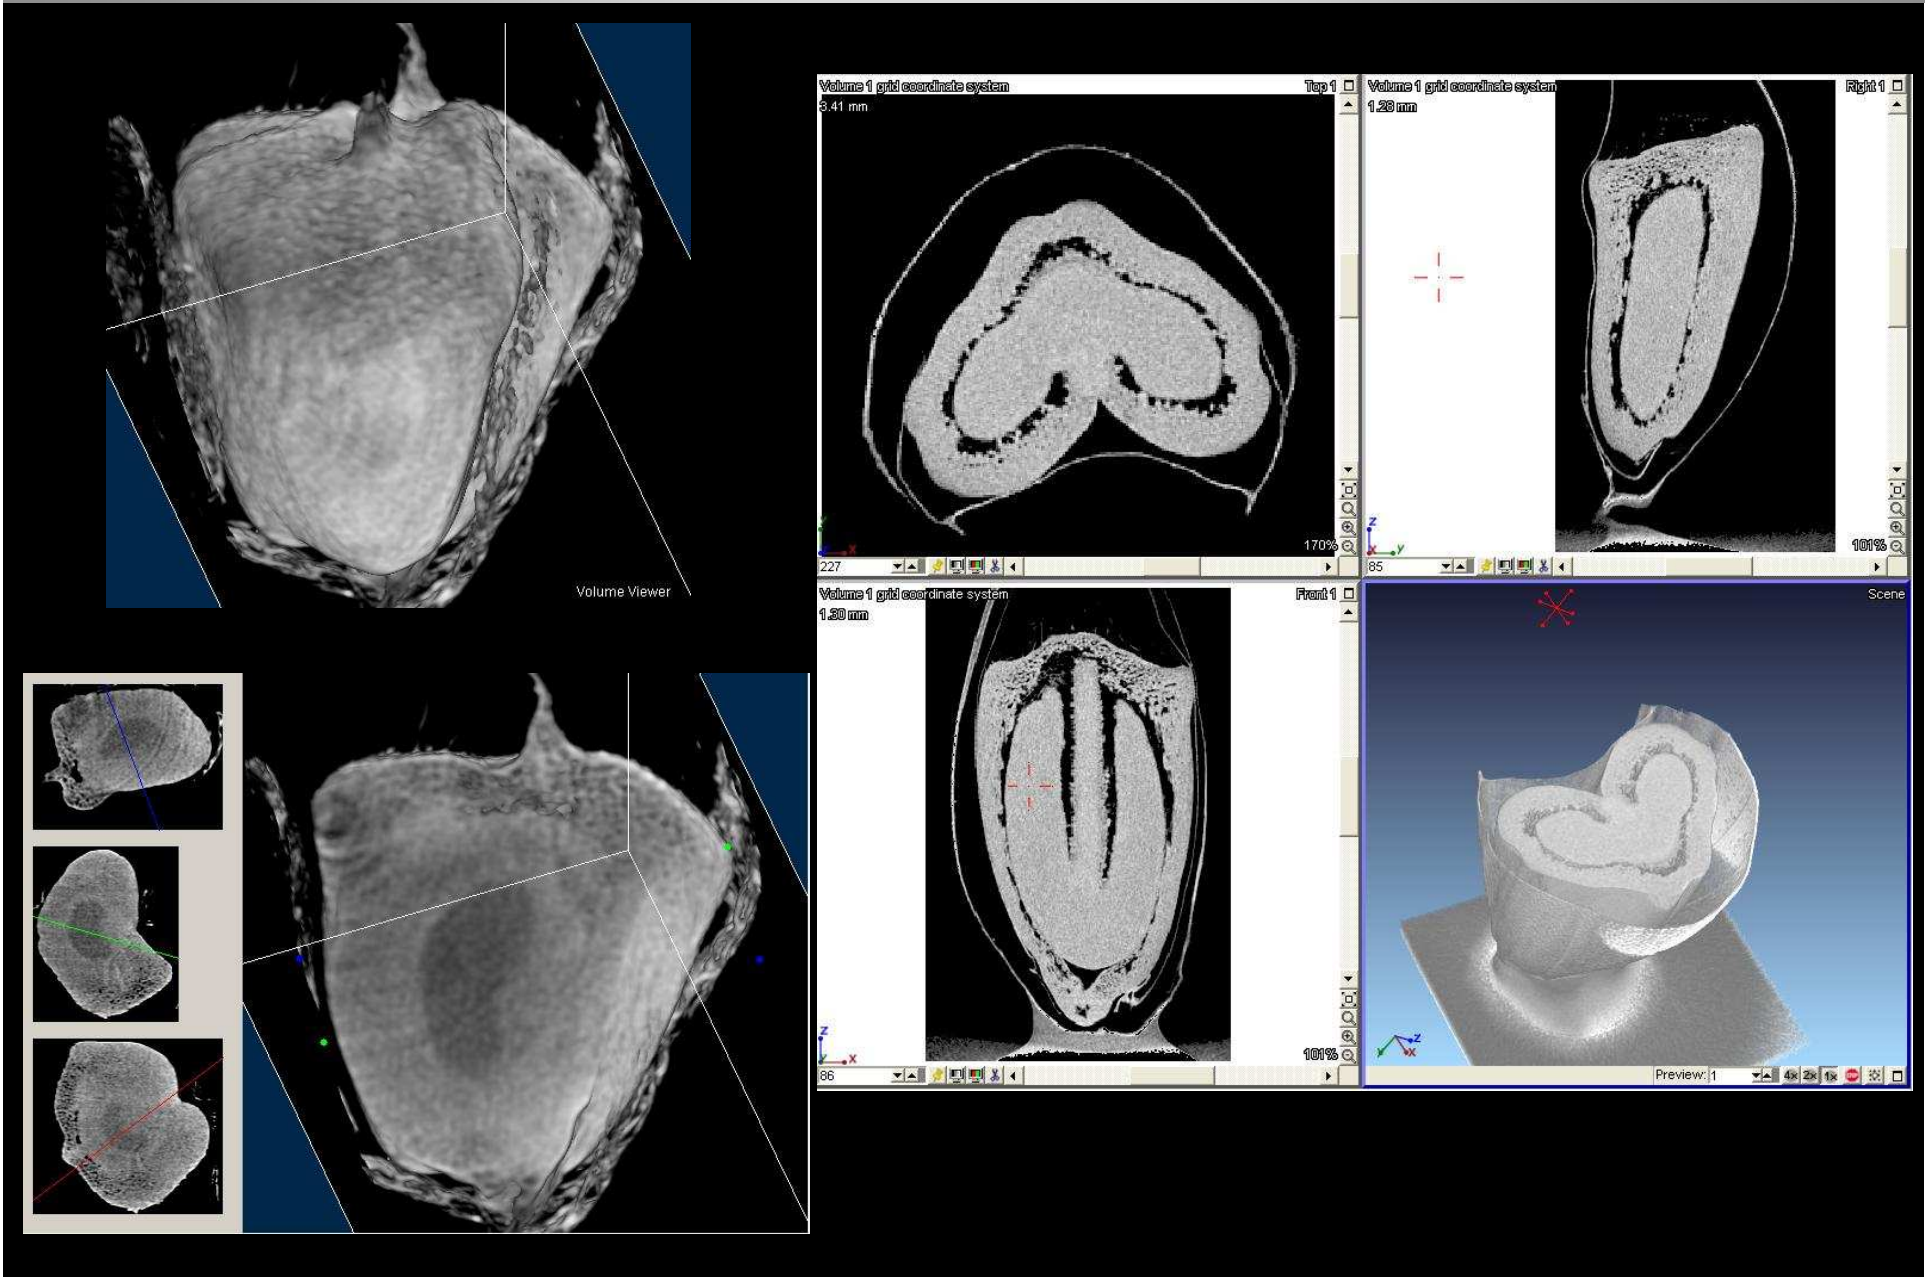 Volume Viewer
Volume 1 grid coordinate system Top 1
3.41 mm
170%
227
Volume 1 grid coordinate system Right 1
1.28 mm
z
x y
101%
85
Volume 1 grid coordinate system Front 1
1.30 mm
z
x
101%
86
Scene
z
y x
Preview: 1 4x 2x 1x STOP